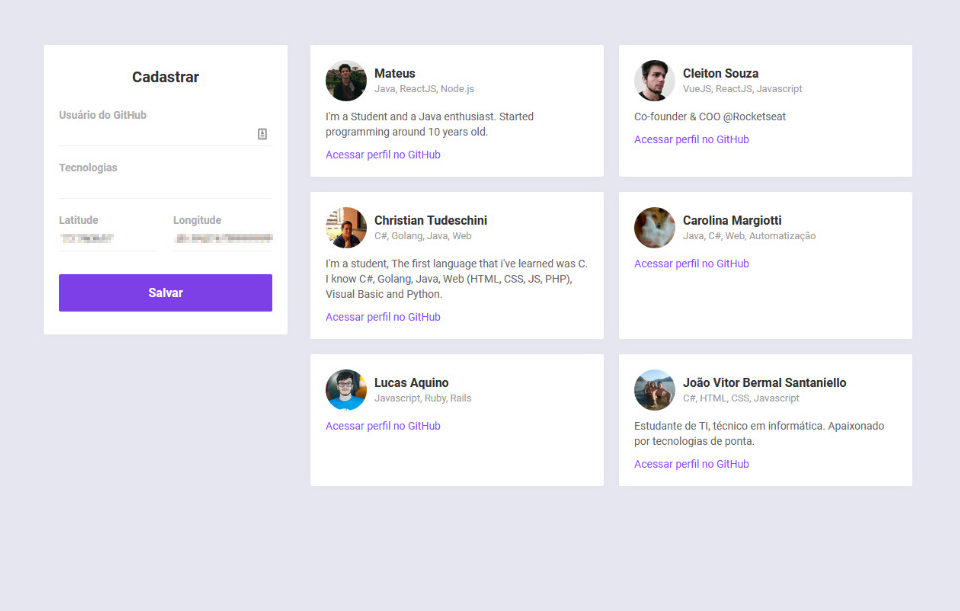 Cadastrar
Usuário do GitHub
Tecnologias
Latitude
Longitude
Salvar
Mateus
Java, ReactJS, Node.js
I'm a Student and a Java enthusiast. Started
programming around 10 years old.
Acessar perfil no GitHub
Cleiton Souza
VueJS, ReactJS, Javascript
Co-founder & COO @Rocketseat
Acessar perfil no GitHub
Christian Tudeschini
C#, Golang, Java, Web
I'm a student, The first language that i've learned was C.
I know C#, Golang, Java, Web (HTML, CSS, JS, PHP),
Visual Basic and Python.
Acessar perfil no GitHub
Carolina Margiotti
Java, C#, Web, Automatização
Acessar perfil no GitHub
Lucas Aquino
Javascript, Ruby, Rails
Acessar perfil no GitHub
João Vitor Bermal Santaniello
C#, HTML, CSS, Javascript
Estudante de TI, técnico em informática. Apaixonado
por tecnologias de ponta.
Acessar perfil no GitHub